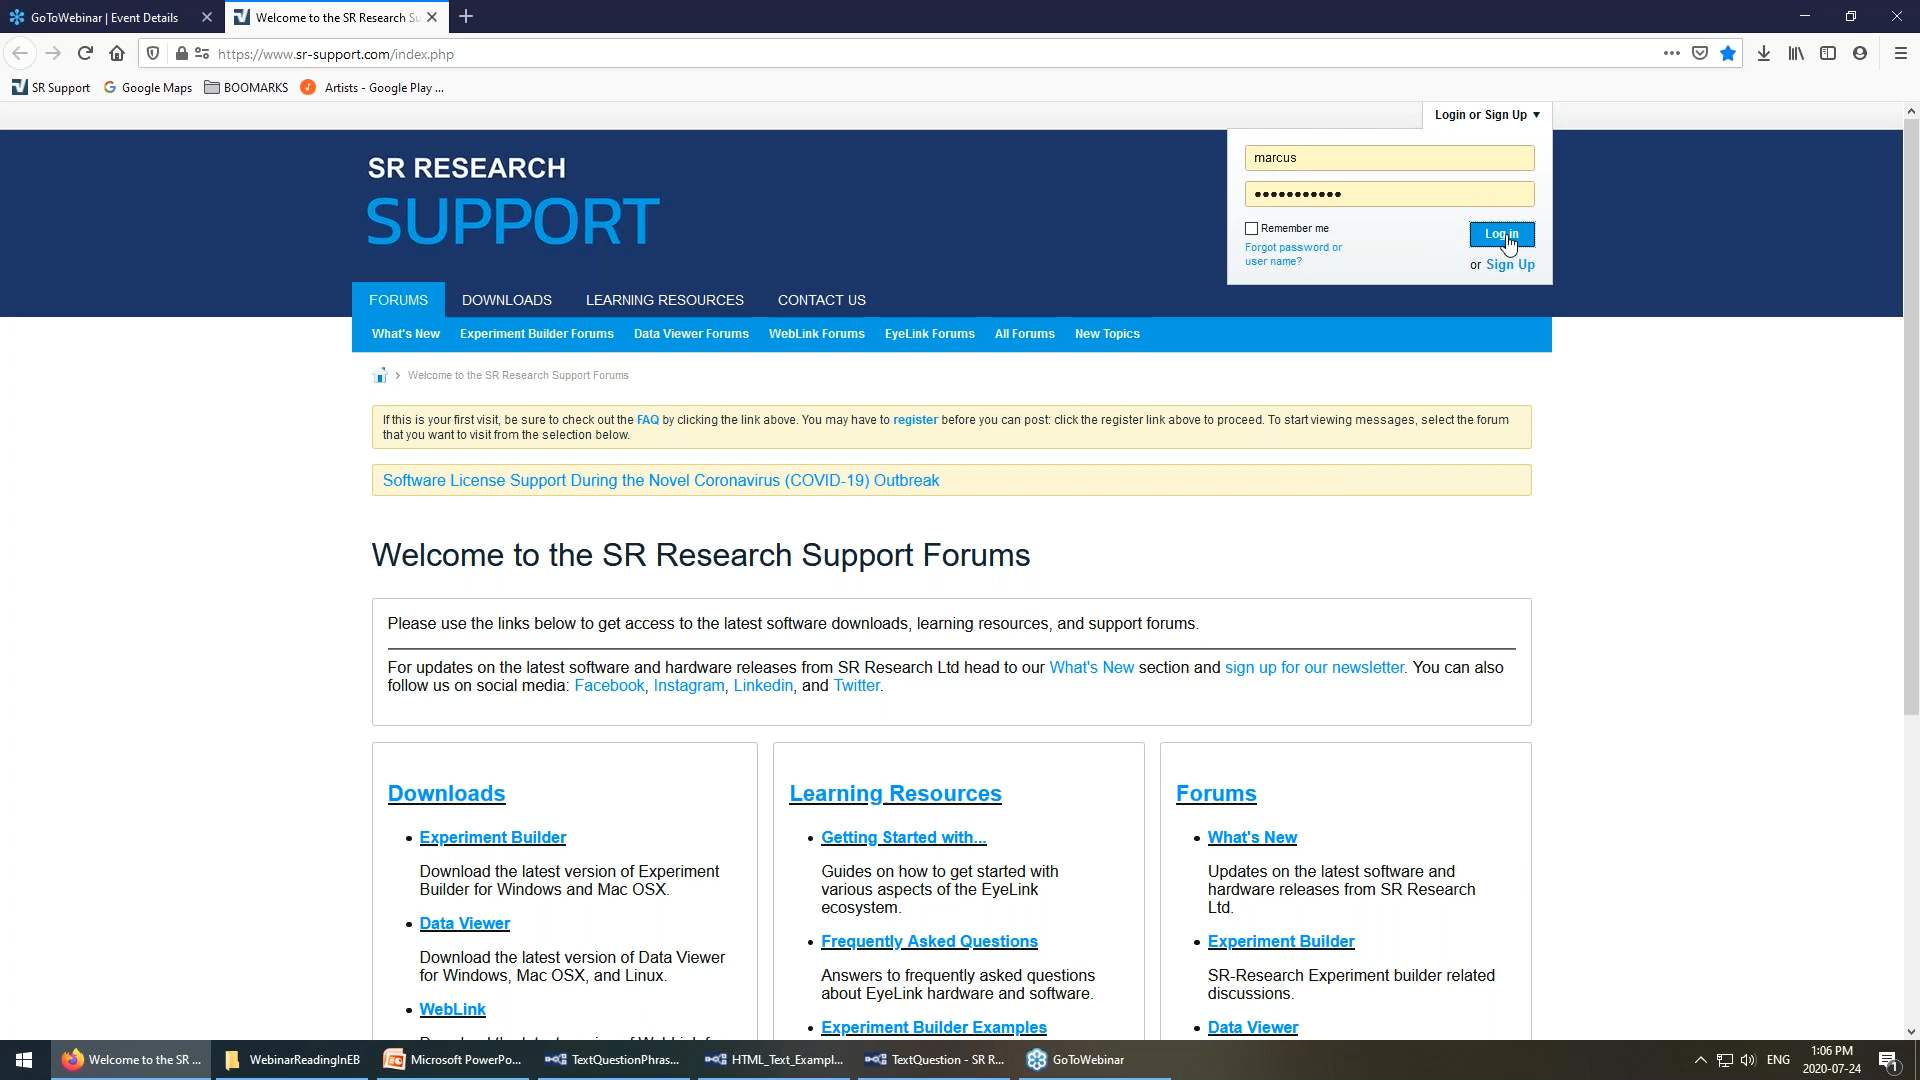 GoToWebinar | Event Details
Welcome to the SR Research Su
https://www.sr-support.com/index.php
SR Support
Google Maps
BOOMARKS
Artists - Google Play ...
Login or Sign Up
marcus
•••••••••••
Remember me
Log in
Forgot password or
user name?
or Sign Up
SR RESEARCH
SUPPORT
FORUMS
DOWNLOADS
LEARNING RESOURCES
CONTACT US
What's New
Experiment Builder Forums
Data Viewer Forums
WebLink Forums
EyeLink Forums
All Forums
New Topics
Welcome to the SR Research Support Forums
If this is your first visit, be sure to check out the FAQ by clicking the link above. You may have to register before you can post: click the register link above to proceed. To start viewing messages, select the forum
that you want to visit from the selection below.
Software License Support During the Novel Coronavirus (COVID-19) Outbreak
Welcome to the SR Research Support Forums
Please use the links below to get access to the latest software downloads, learning resources, and support forums.
For updates on the latest software and hardware releases from SR Research Ltd head to our What's New section and sign up for our newsletter. You can also
follow us on social media: Facebook, Instagram, Linkedin, and Twitter.
Downloads
Experiment Builder
Download the latest version of Experiment
Builder for Windows and Mac OSX.
Data Viewer
Download the latest version of Data Viewer
for Windows, Mac OSX, and Linux.
WebLink
Learning Resources
Getting Started with...
Guides on how to get started with
various aspects of the EyeLink
ecosystem.
Frequently Asked Questions
Answers to frequently asked questions
about EyeLink hardware and software.
Experiment Builder Examples
Forums
What's New
Updates on the latest software and
hardware releases from SR Research
Ltd.
Experiment Builder
SR-Research Experiment builder related
discussions.
Data Viewer
Welcome to the SR ...
WebinarReadingInEB
Microsoft PowerPo...
TextQuestionPhras...
HTML_Text_Exampl...
TextQuestion - SR R...
GoToWebinar
ENG
1:06 PM
2020-07-24
1